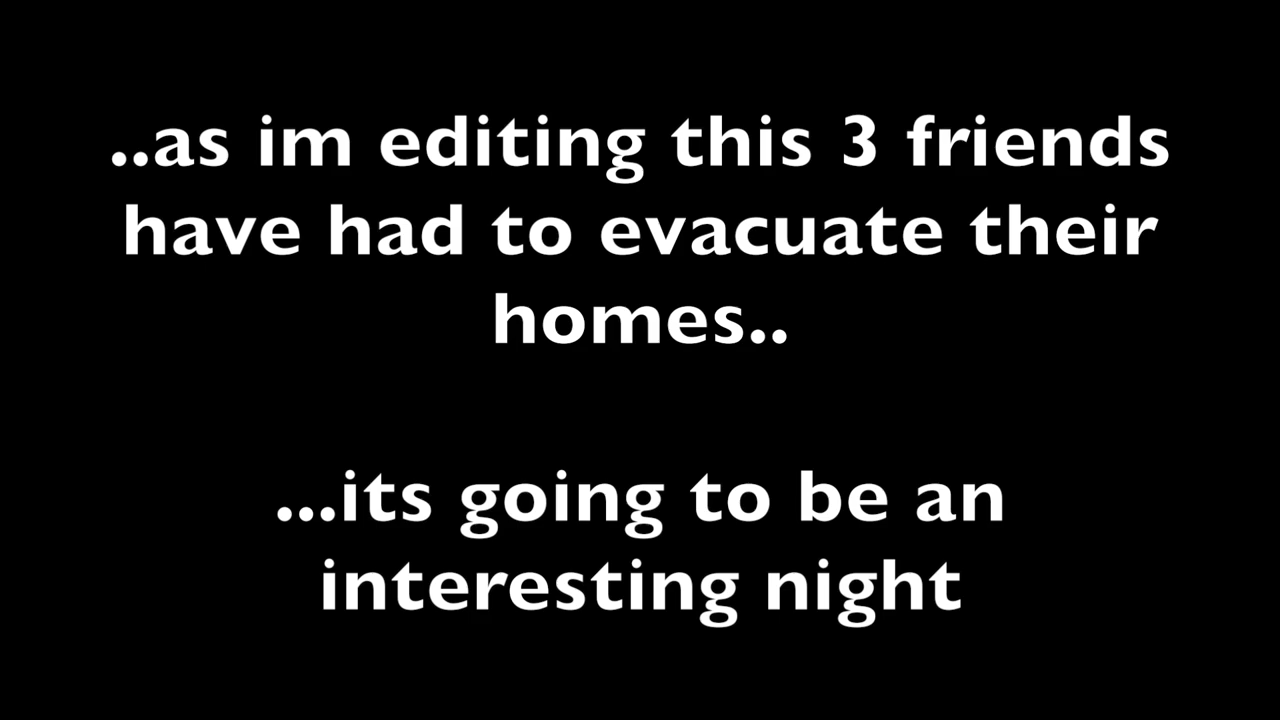 ..as im editing this 3 friends
have had to evacuate their
homes..
...its going to be an
interesting night